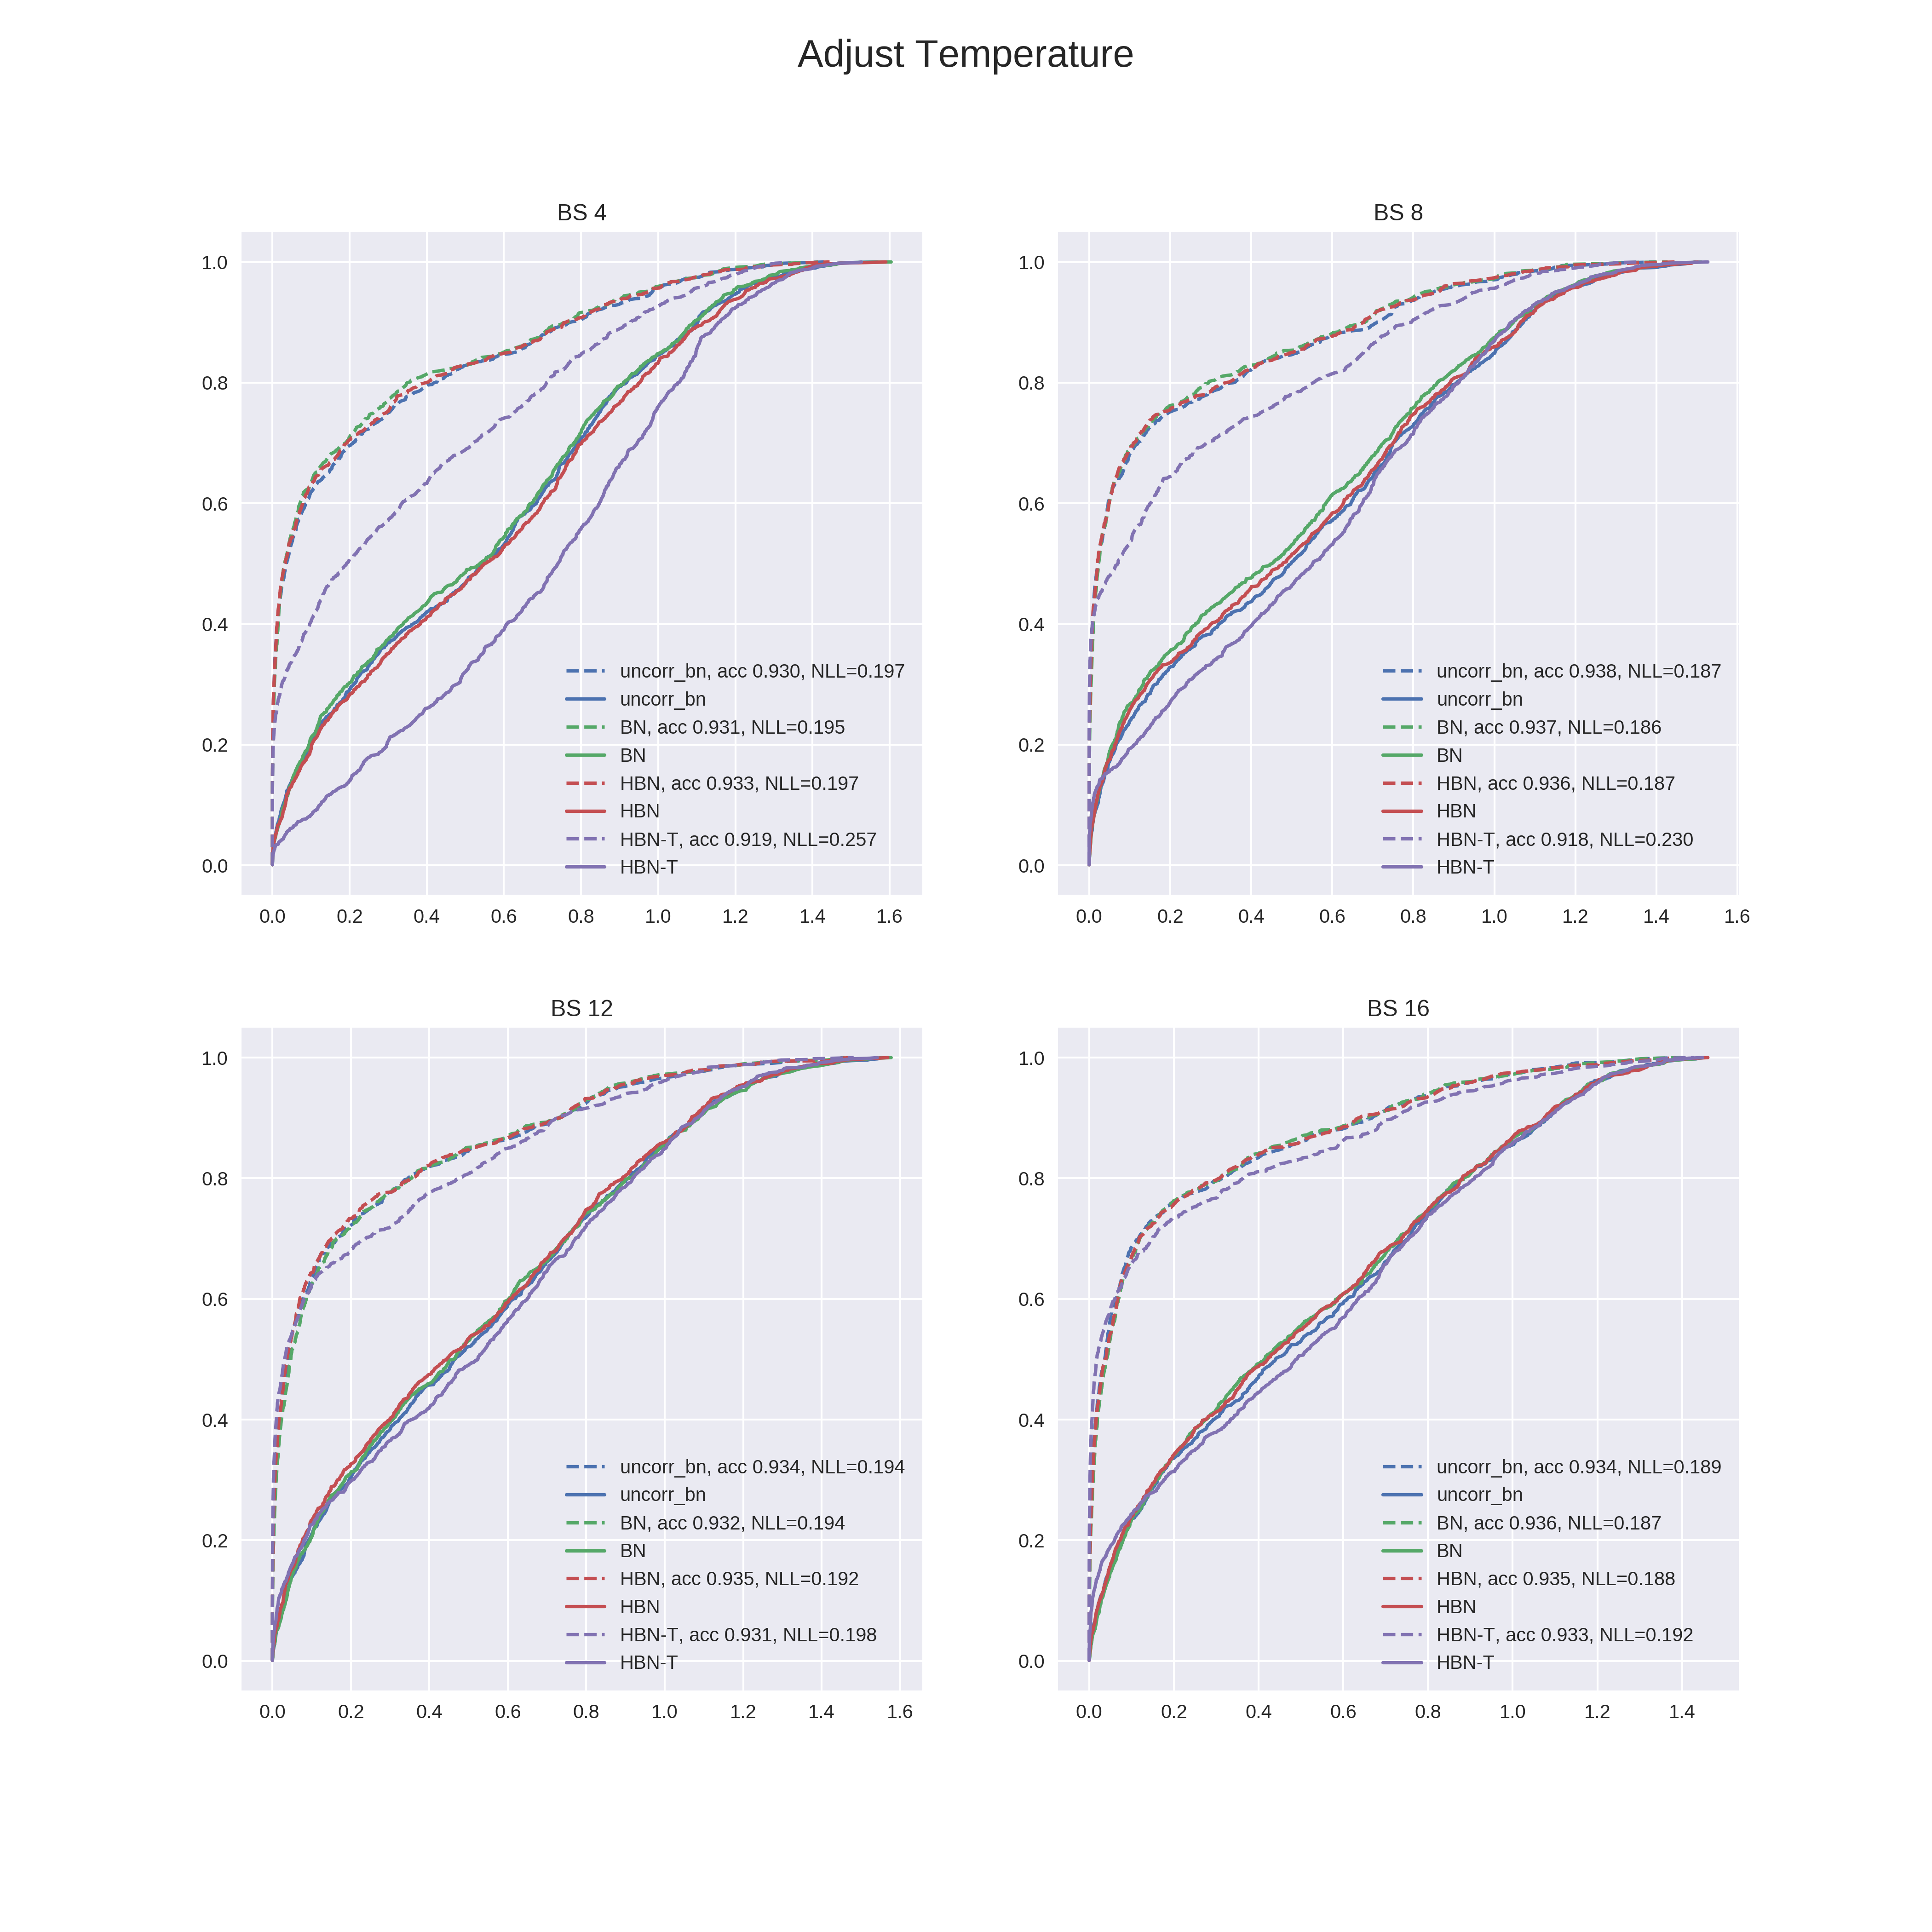 Adjust Temperature
BS 4
1.0
0.8
0.6
0.4
0.2
0.0
uncorr_bn, acc 0.930, NLL=0.197
uncorr_bn
BN, acc 0.931, NLL=0.195
BN
HBN, acc 0.933, NLL=0.197
HBN
HBN-T, acc 0.919, NLL=0.257
HBN-T
0.0 0.2 0.4 0.6 0.8 1.0 1.2 1.4 1.6
BS 8
1.0
0.8
0.6
0.4
0.2
0.0
uncorr_bn, acc 0.938, NLL=0.187
uncorr_bn
BN, acc 0.937, NLL=0.186
BN
HBN, acc 0.936, NLL=0.187
HBN
HBN-T, acc 0.918, NLL=0.230
HBN-T
0.0 0.2 0.4 0.6 0.8 1.0 1.2 1.4 1.6
BS 12
1.0
0.8
0.6
0.4
0.2
0.0
uncorr_bn, acc 0.934, NLL=0.194
uncorr_bn
BN, acc 0.932, NLL=0.194
BN
HBN, acc 0.935, NLL=0.192
HBN
HBN-T, acc 0.931, NLL=0.198
HBN-T
0.0 0.2 0.4 0.6 0.8 1.0 1.2 1.4 1.6
BS 16
1.0
0.8
0.6
0.4
0.2
0.0
uncorr_bn, acc 0.934, NLL=0.189
uncorr_bn
BN, acc 0.936, NLL=0.187
BN
HBN, acc 0.935, NLL=0.188
HBN
HBN-T, acc 0.933, NLL=0.192
HBN-T
0.0 0.2 0.4 0.6 0.8 1.0 1.2 1.4